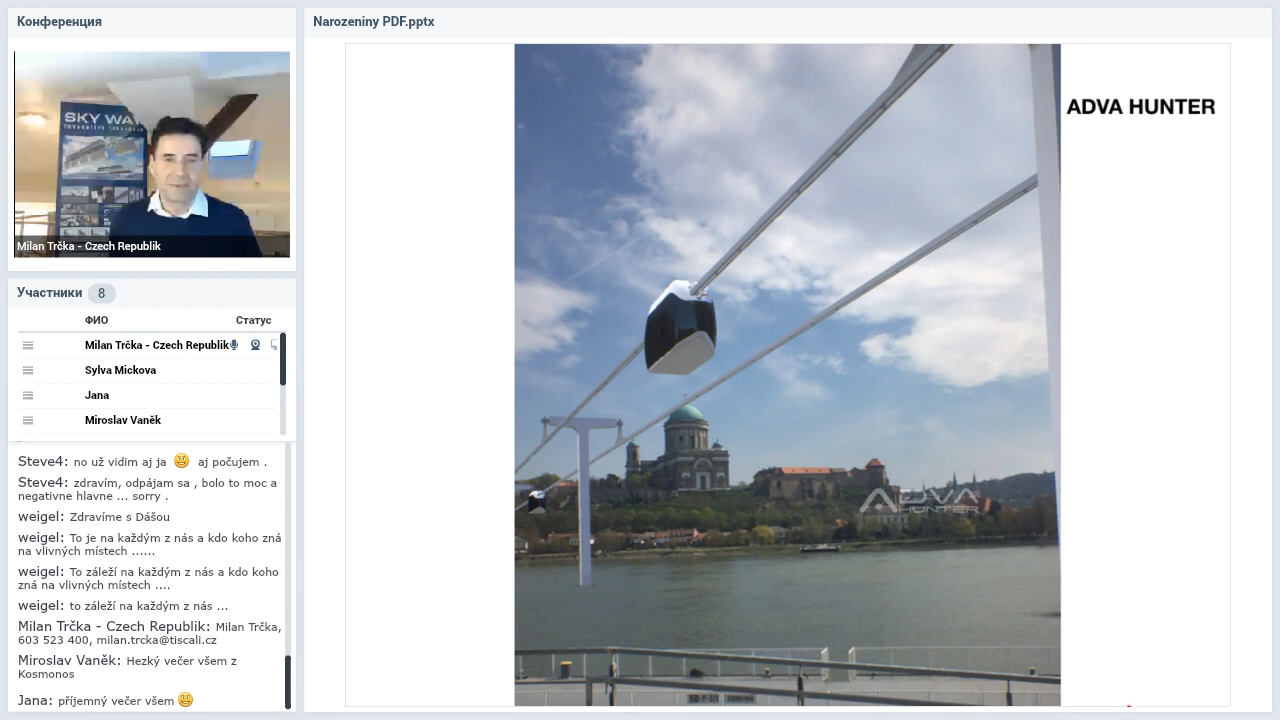 Конференция
SKY WA
Milan Trčka - Czech Republik
Участники 8
ФИО Статус
Milan Trčka - Czech Republik
Sylva Mickova
Jana
Miroslav Vaněk
Steve4: no už vidim aj ja aj počujem .
Steve4: zdravím, odpájam sa , bolo to moc a
negativne hlavne ... sorry .
weigel: Zdravíme s Dášou
weigel: To je na každým z nás a kdo koho zná
na vlivných místech ......
weigel: To záleží na každým z nás a kdo koho
zná na vlivných místech ....
weigel: to záleží na každým z nás ...
Milan Trčka - Czech Republik: Milan Trčka,
603 523 400, milan.trcka@tiscali.cz
Miroslav Vaněk: Hezký večer všem z
Kosmonos
Jana: příjemný večer všem
Narozeniny PDF.pptx
ADVA HUNTER
ADVA
HUNTER